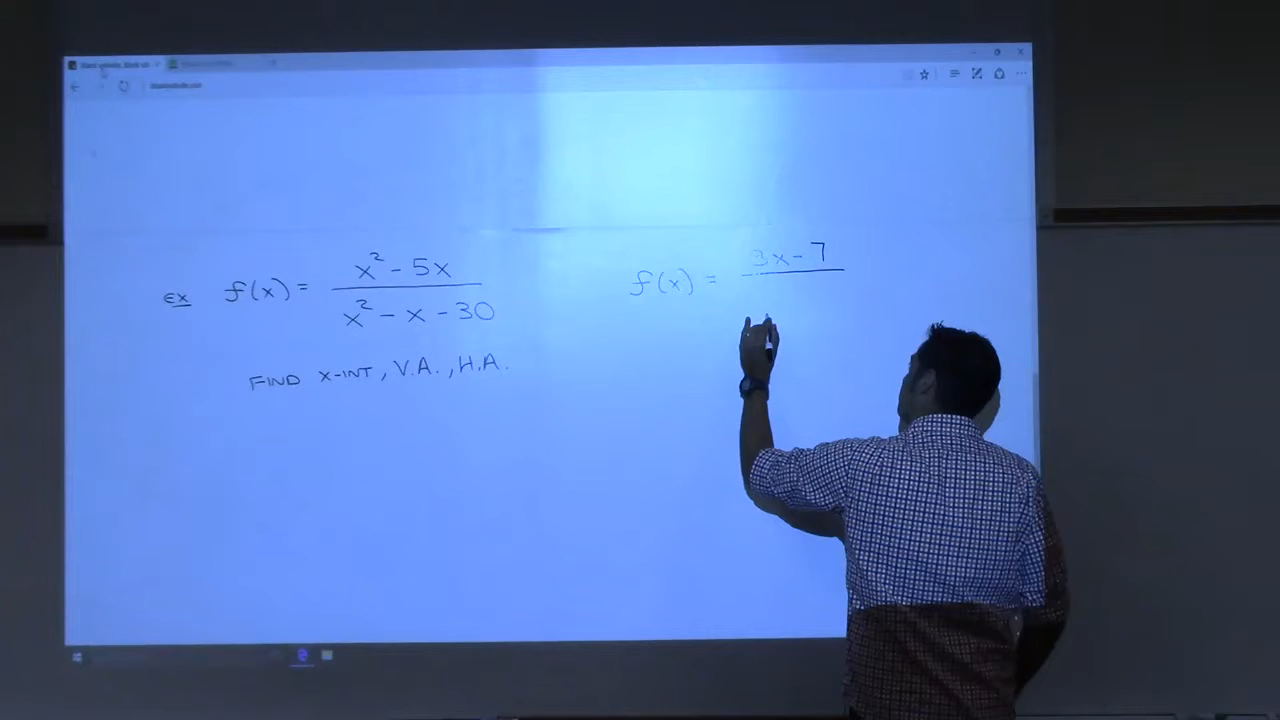 ex f(x) = x² - 5x / x² - x - 30
FIND X-INT, V.A., H.A.
f(x) = 3x - 7